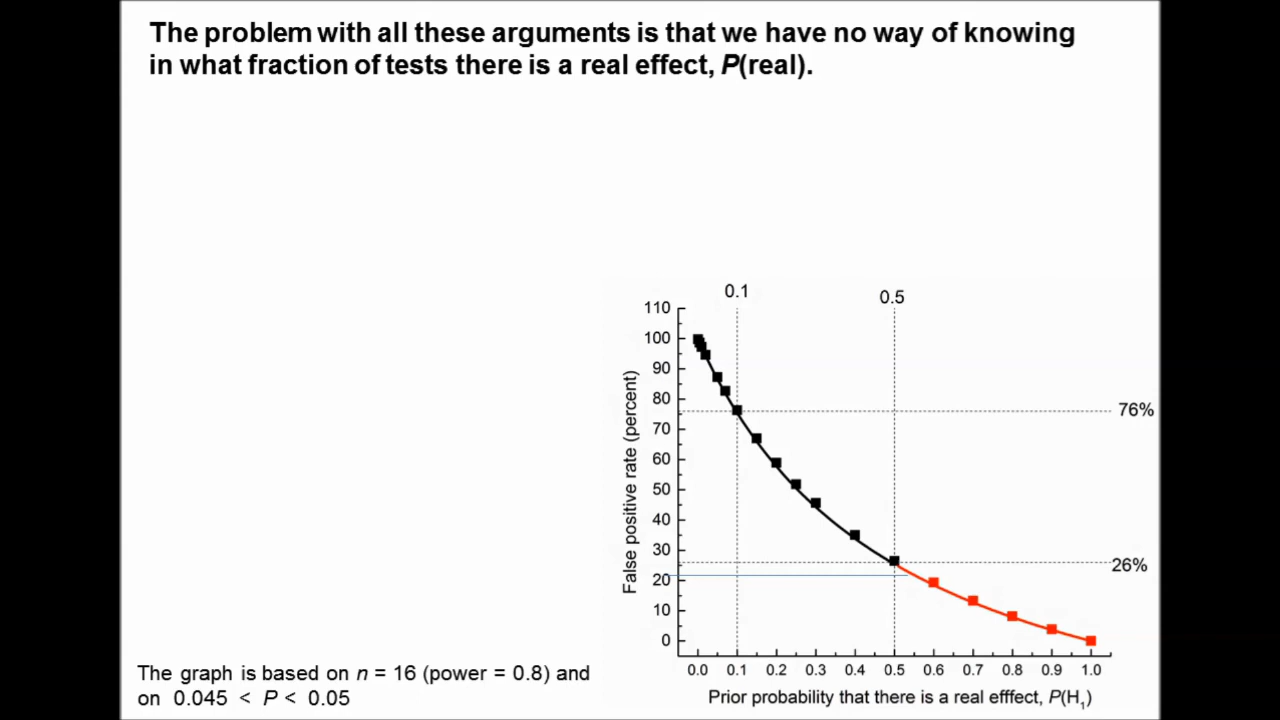 The problem with all these arguments is that we have no way of knowing
in what fraction of tests there is a real effect, P(real).
0.1
0.5
110
100
90
80
70
60
50
40
30
20
10
0
False positive rate (percent)
76%
26%
0.0 0.1 0.2 0.3 0.4 0.5 0.6 0.7 0.8 0.9 1.0
Prior probability that there is a real efffect, P(H1)
The graph is based on n = 16 (power = 0.8) and
on 0.045 < P < 0.05